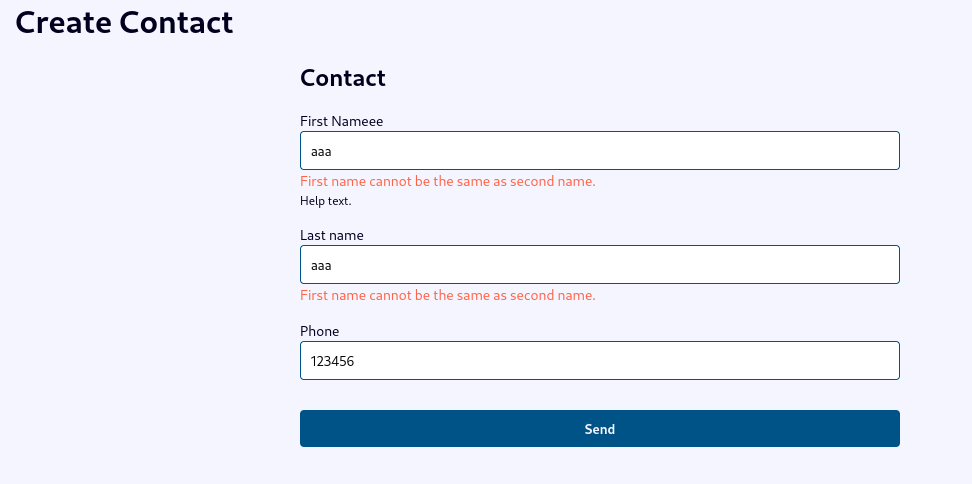 Create Contact
Contact
First Nameee
aaa
First name cannot be the same as second name.
Help text.
Last name
aaa
First name cannot be the same as second name.
Phone
123456
Send